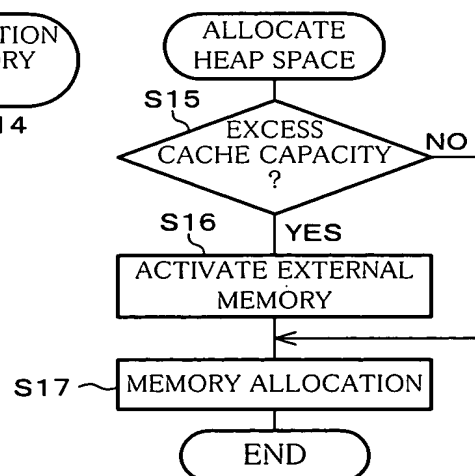 TION
RY
14
ALLOCATE
HEAP SPACE
S15
EXCESS
CACHE CAPACITY
?
NO
S16
YES
ACTIVATE EXTERNAL
MEMORY
S17
MEMORY ALLOCATION
END